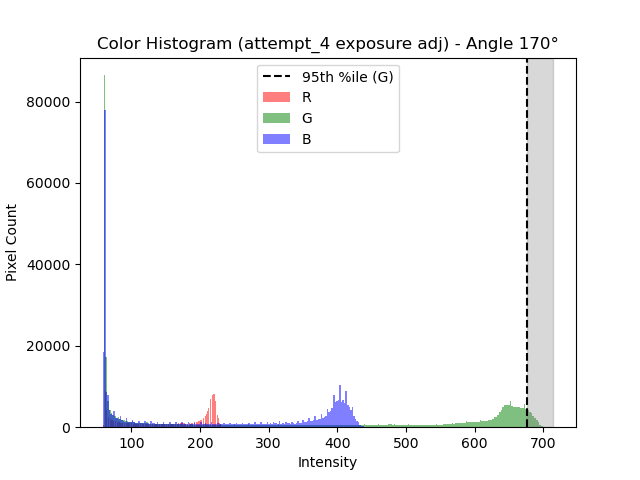 Color Histogram (attempt_4 exposure adj) - Angle 170°
95th %ile (G)
R
G
B
Pixel Count
80000
60000
40000
20000
0
100 200 300 400 500 600 700
Intensity